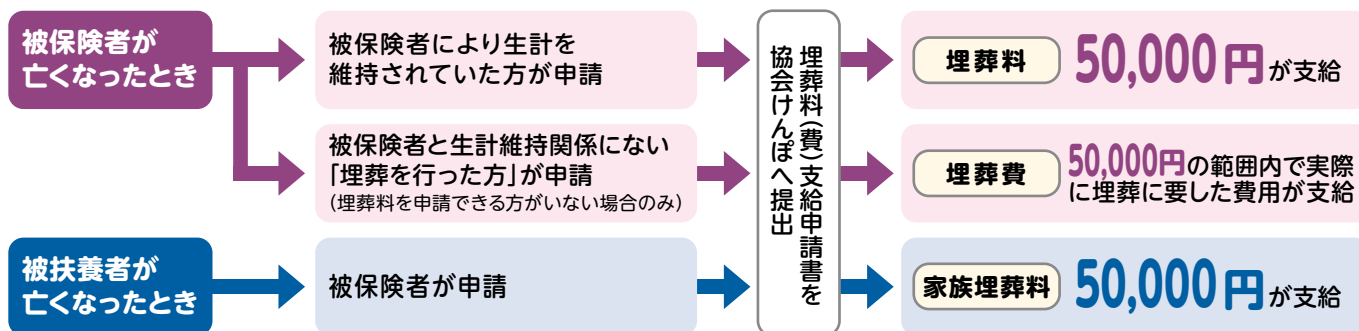 被保険者が
亡くなったとき
被保険者により生計を
維持されていた方が申請
被保険者と生計維持関係にない
「埋葬を行った方」が申請
(埋葬料を申請できる方がいない場合のみ)
埋葬料(費)支給申請書を
協会けんぽへ提出
埋葬料
50,000円が支給
埋葬費
50,000円の範囲内で実際
に埋葬に要した費用が支給
被扶養者が
亡くなったとき
被保険者が申請
家族埋葬料
50,000円が支給